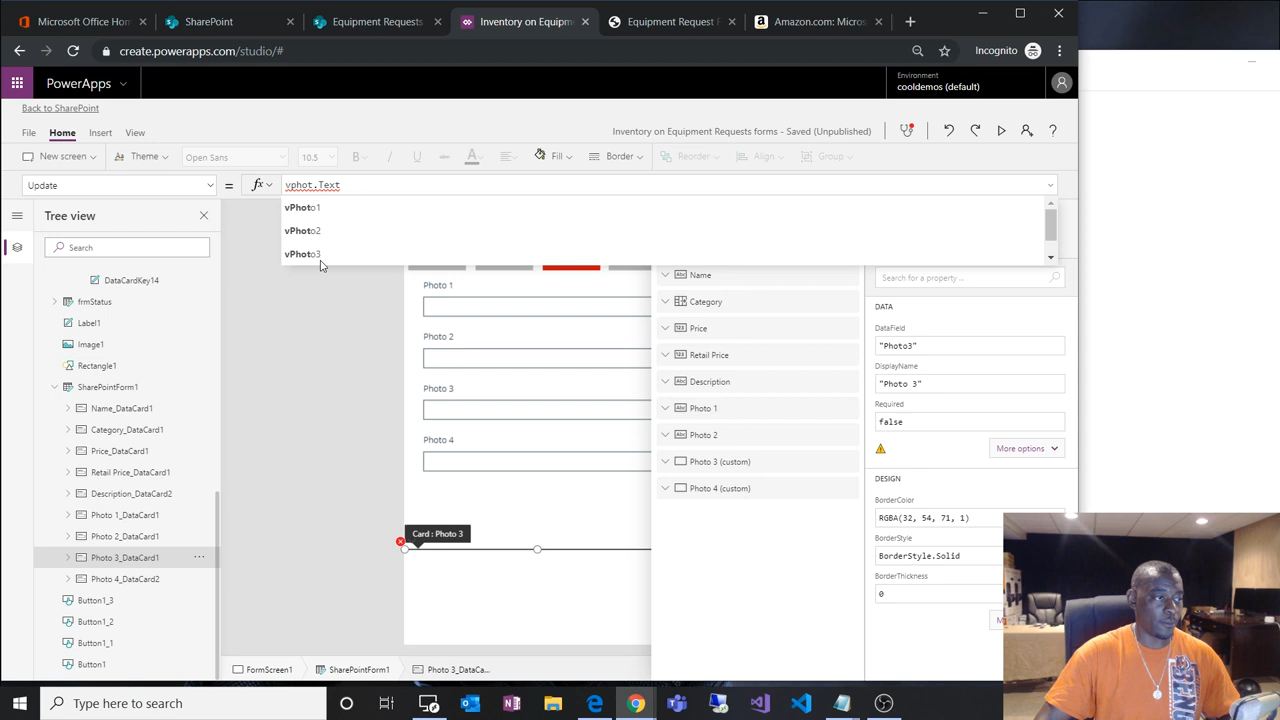 Microsoft Office Hom
SharePoint
Equipment Requests
Inventory on Equipm
Equipment Request F
Amazon.com: Micros
create.powerapps.com/studio/#
Incognito
PowerApps
Environment
cooldemos (default)
Back to SharePoint
File
Home
Insert
View
Inventory on Equipment Requests forms - Saved (Unpublished)
New screen
Theme
Open Sans
10.5
B
I
U
abc
A
Fill
Border
Reorder
Align
Group
Update
=
fx
vphot.Text
vPhoto1
vPhoto2
vPhoto3
Tree view
Search
DataCardKey14
frmStatus
Label1
Image1
Rectangle1
SharePointForm1
Name_DataCard1
Category_DataCard1
Price_DataCard1
Retail Price_DataCard1
Description_DataCard2
Photo 1_DataCard1
Photo 2_DataCard1
Photo 3_DataCard1
Photo 4_DataCard2
Button1_3
Button1_2
Button1_1
Button1
Photo 1
Photo 2
Photo 3
Photo 4
Card : Photo 3
FormScreen1
SharePointForm1
Photo 3_DataCa...
Name
Category
Price
Retail Price
Description
Photo 1
Photo 2
Photo 3 (custom)
Photo 4 (custom)
Search for a property ...
DATA
DataField
"Photo3"
DisplayName
"Photo 3"
Required
false
More options
DESIGN
BorderColor
RGBA(32, 54, 71, 1)
BorderStyle
BorderStyle.Solid
BorderThickness
0
Type here to search